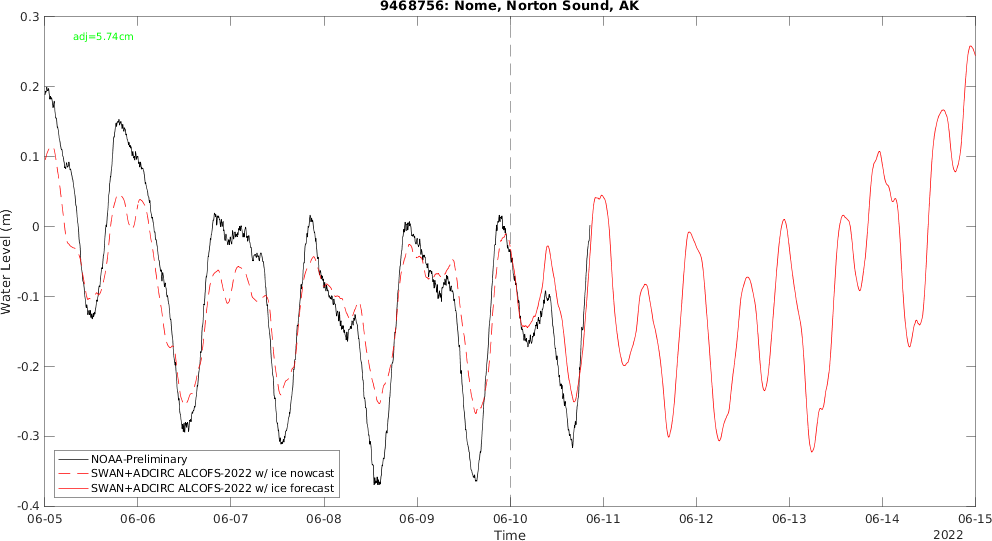 9468756: Nome, Norton Sound, AK
adj=5.74cm
0.3
0.2
0.1
0
-0.1
-0.2
-0.3
-0.4
Water Level (m)
NOAA-Preliminary
SWAN+ADCIRC ALCOFS-2022 w/ ice nowcast
SWAN+ADCIRC ALCOFS-2022 w/ ice forecast
06-05 06-06 06-07 06-08 06-09 06-10 06-11 06-12 06-13 06-14 06-15
Time
2022